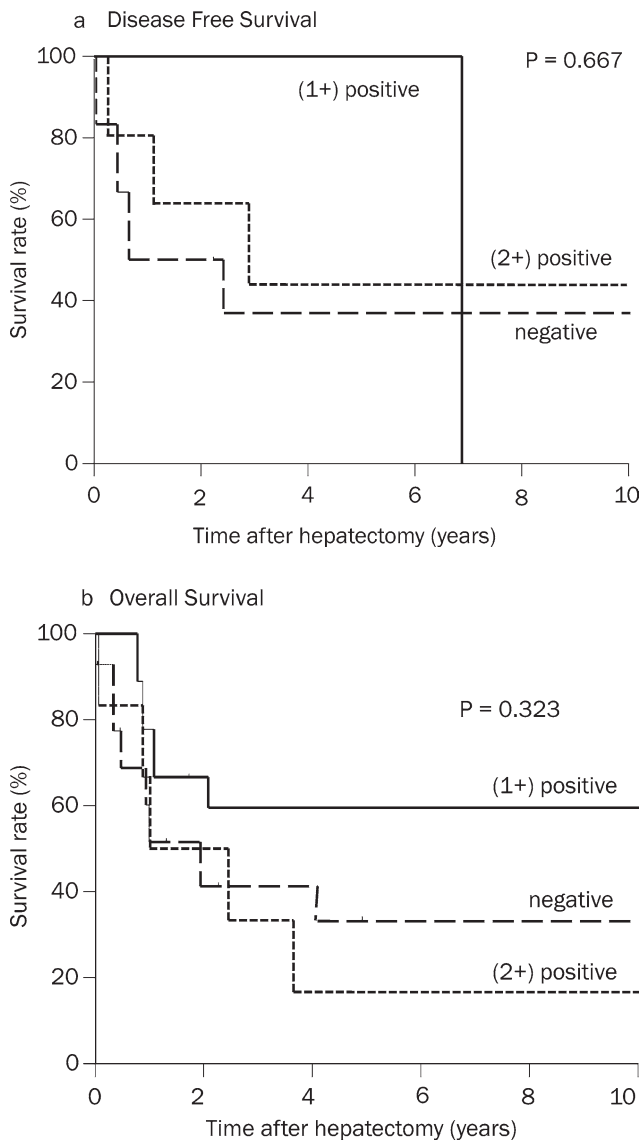 a Disease Free Survival
100
P = 0.667
(1+) positive
80
60
(2+) positive
40
negative
20
0
0 2 4 6 8 10
Survival rate (%)
Time after hepatectomy (years)
b Overall Survival
100
80
P = 0.323
(1+) positive
60
40
negative
20
(2+) positive
0
0 2 4 6 8 10
Survival rate (%)
Time after hepatectomy (years)